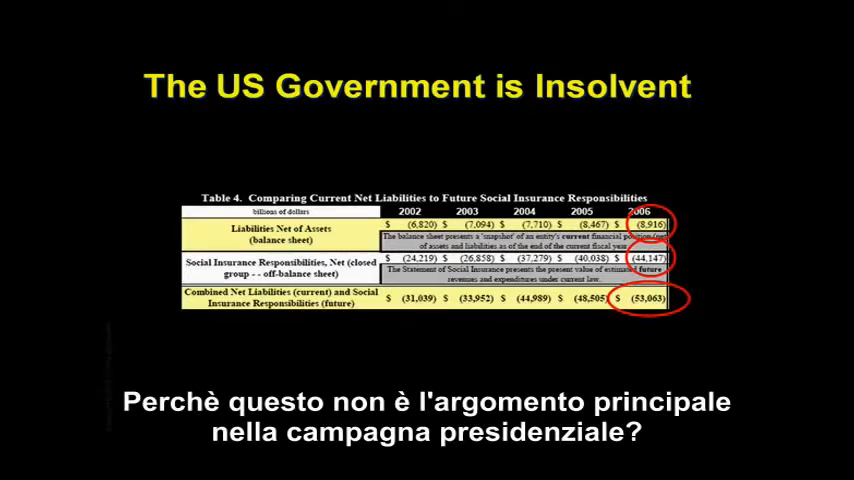 The US Government is Insolvent
Table 4. Comparing Current Net Liabilities to Future Social Insurance Responsibilities
billions of dollars 2002 2003 2004 2005 2006
Liabilities Net of Assets (balance sheet) $ (6,820) $ (7,094) $ (7,710) $ (8,467) $ (8,916)
The balance sheet presents a 'snapshot' of an entity's current financial position (net
of assets and liabilities as of the end of the current fiscal year.
Social Insurance Responsibilities, Net (closed group - - off-balance sheet) $ (24,219) $ (26,858) $ (37,279) $ (40,038) $ (44,147)
The Statement of Social Insurance presents the present value of estimated future
revenues and expenditures under current law.
Combined Net Liabilities (current) and Social Insurance Responsibilities (future) $ (31,039) $ (33,952) $ (44,989) $ (48,505) $ (53,063)
Perchè questo non è l'argomento principale
nella campagna presidenziale?